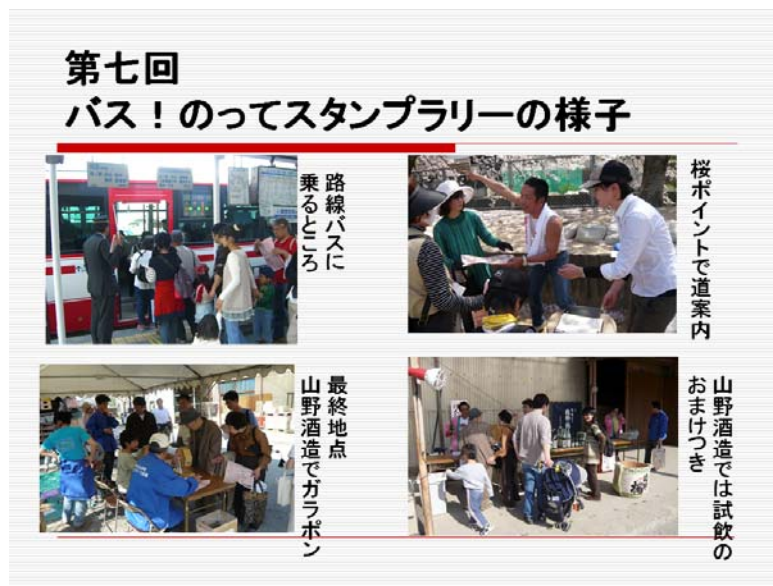 第七回
バス！のってスタンプラリーの様子
路線バスに
乗るところ
桜ポイントで道案内
最終地点
山野酒造でガラポン
山野酒造では試飲の
おまけつき